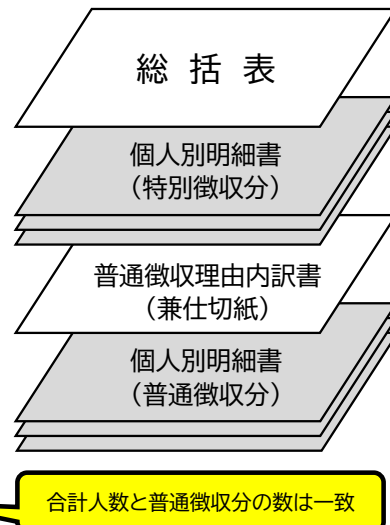 総 括 表
個人別明細書
（特別徴収分）
普通徴収理由内訳書
（兼仕切紙）
個人別明細書
（普通徴収分）
合計人数と普通徴収分の数は一致